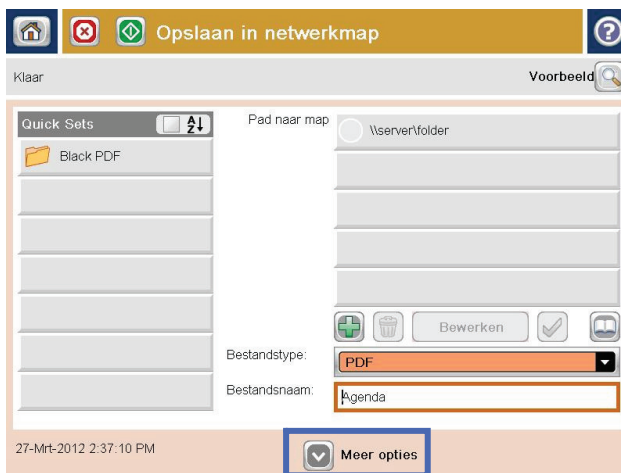 Opslaan in netwerkmap
?
Klaar
Voorbeeld
Quick Sets
A
Z
Black PDF
Pad naar map
\\server\folder
Bewerken
Bestandstype:
PDF
Bestandsnaam:
Agenda
27-Mrt-2012 2:37:10 PM
Meer opties